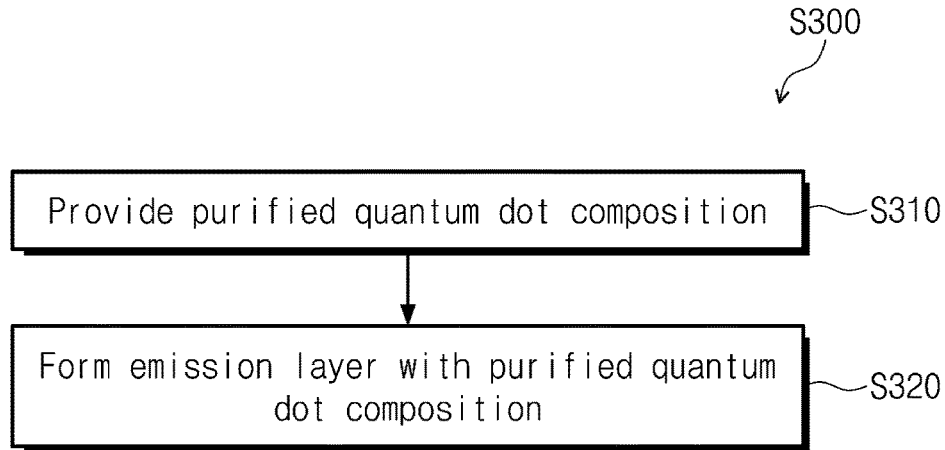 S300
Provide purified quantum dot composition
S310
Form emission layer with purified quantum
dot composition
S320